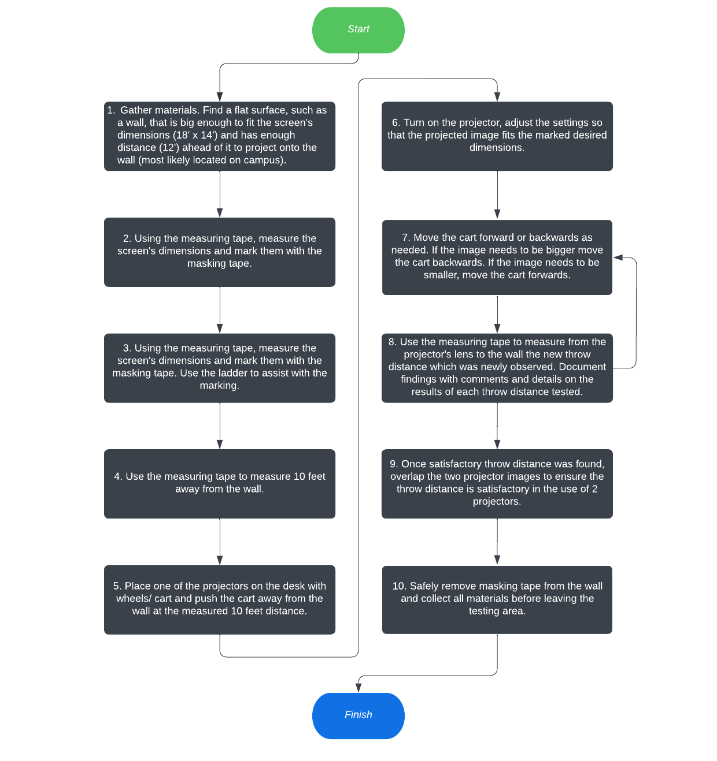 Start
1. Gather materials. Find a flat surface, such as
a wall, that is big enough to fit the screen's
dimensions (18' x 14') and has enough
distance (12') ahead of it to project onto the
wall (most likely located on campus).
2. Using the measuring tape, measure the
screen's dimensions and mark them with the
masking tape.
3. Using the measuring tape, measure the
screen's dimensions and mark them with the
masking tape. Use the ladder to assist with the
marking.
4. Use the measuring tape to measure 10 feet
away from the wall.
5. Place one of the projectors on the desk with
wheels/ cart and push the cart away from the
wall at the measured 10 feet distance.
6. Turn on the projector, adjust the settings so
that the projected image fits the marked desired
dimensions.
7. Move the cart forward or backwards as
needed. If the image needs to be bigger move
the cart backwards. If the image needs to be
smaller, move the cart forwards.
8. Use the measuring tape to measure from the
projector's lens to the wall the new throw
distance which was newly observed. Document
findings with comments and details on the
results of each throw distance tested.
9. Once satisfactory throw distance was found,
overlap the two projector images to ensure the
throw distance is satisfactory in the use of 2
projectors.
10. Safely remove masking tape from the wall
and collect all materials before leaving the
testing area.
Finish